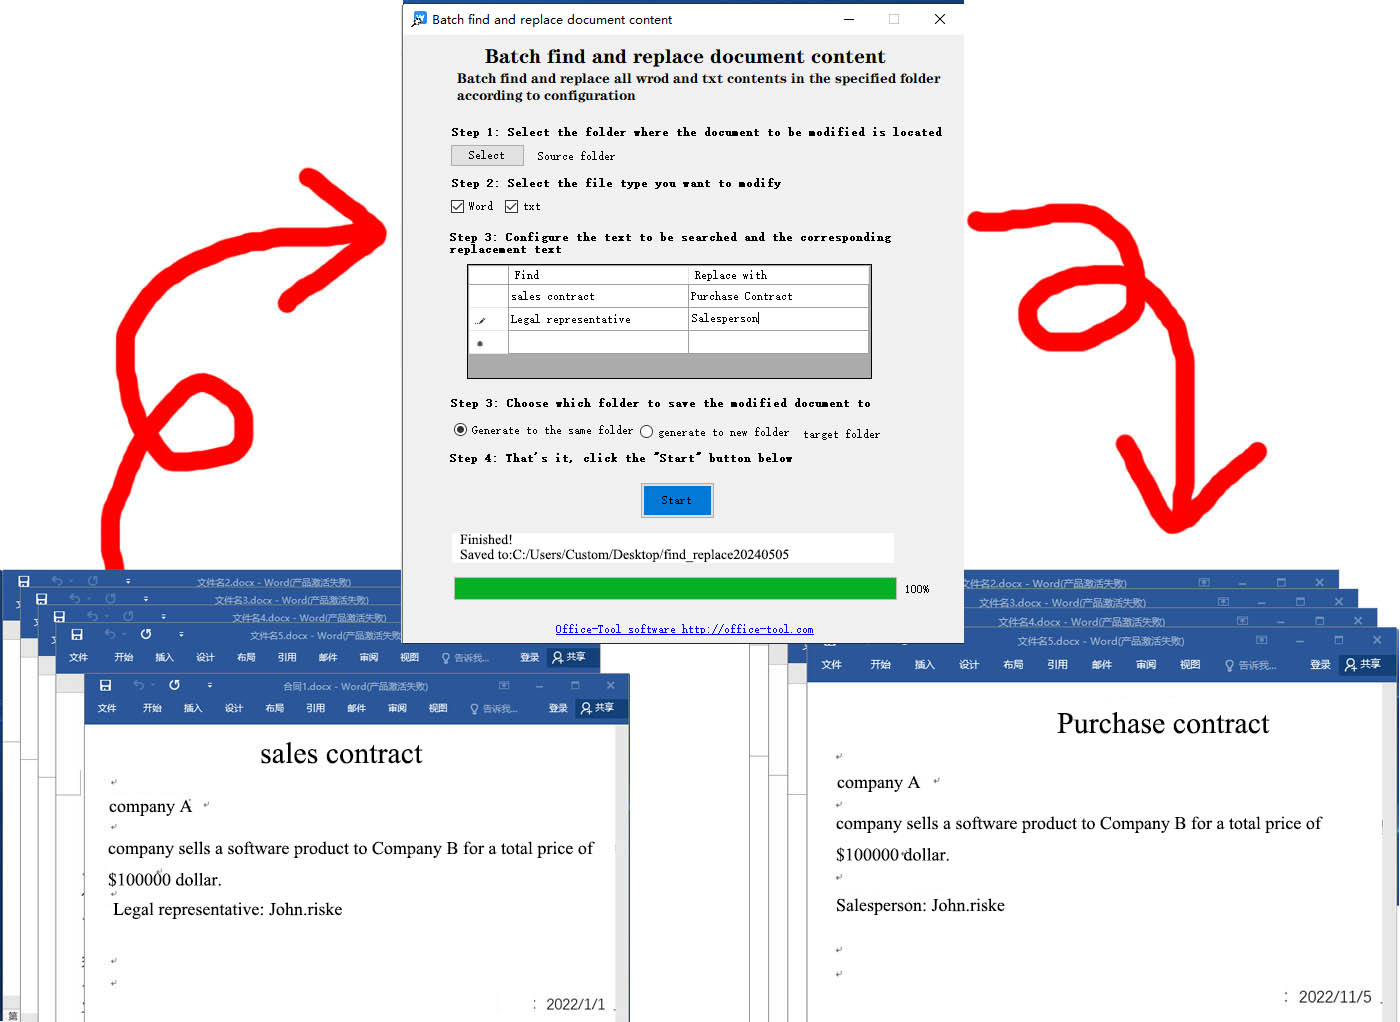 Batch find and replace document content
Batch find and replace document content
Batch find and replace all wrod and txt contents in the specified folder
according to configuration
Step 1: Select the folder where the document to be modified is located
Select Source folder
Step 2: Select the file type you want to modify
Word txt
Step 3: Configure the text to be searched and the corresponding
replacement text
Find Replace with
sales contract Purchase Contract
Legal representative Salesperson
Step 3: Choose which folder to save the modified document to
Generate to the same folder generate to new folder target folder
Step 4: That's it, click the "Start" button below
Start
Finished!
Saved to:C:/Users/Custom/Desktop/find_replace20240505
100%
Office-Tool software http://office-tool.com
文件名2.docx - Word(产品激活失败)
文件名3.docx - Word(产品激活失败)
文件名4.docx - Word(产品激活失败)
文件名5.docx - Word(产品激活失败)
文件 开始 插入 设计 布局 引用 邮件 审阅 视图 告诉我... 登录 共享
合同1.docx - Word(产品激活失败)
文件 开始 插入 设计 布局 引用 邮件 审阅 视图 告诉我... 登录 共享
sales contract
company A
company sells a software product to Company B for a total price of
$100000 dollar.
Legal representative: John.riske
: 2022/1/1
第
文件名2.docx - Word(产品激活失败)
文件名3.docx - Word(产品激活失败)
文件名4.docx - Word(产品激活失败)
文件名5.docx - Word(产品激活失败)
文件 开始 插入 设计 布局 引用 邮件 审阅 视图 告诉我... 登录 共享
Purchase contract
company A
company sells a software product to Company B for a total price of
$100000 dollar.
Salesperson: John.riske
: 2022/11/5